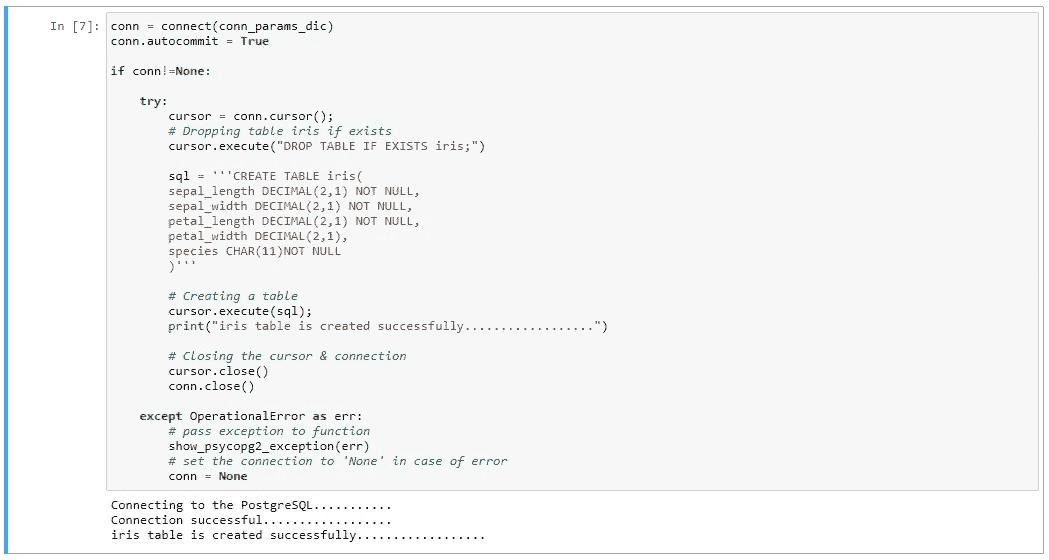 In [7]: conn = connect(conn_params_dic)
conn.autocommit = True
if conn!=None:
try:
cursor = conn.cursor();
# Dropping table iris if exists
cursor.execute("DROP TABLE IF EXISTS iris;")
sql = '''CREATE TABLE iris(
sepal_length DECIMAL(2,1) NOT NULL,
sepal_width DECIMAL(2,1) NOT NULL,
petal_length DECIMAL(2,1) NOT NULL,
petal_width DECIMAL(2,1),
species CHAR(11)NOT NULL
)'''
# Creating a table
cursor.execute(sql);
print("iris table is created successfully..................")
# Closing the cursor & connection
cursor.close()
conn.close()
except OperationalError as err:
# pass exception to function
show_psycopg2_exception(err)
# set the connection to 'None' in case of error
conn = None
Connecting to the PostgreSQL...........
Connection successful..................
iris table is created successfully..................